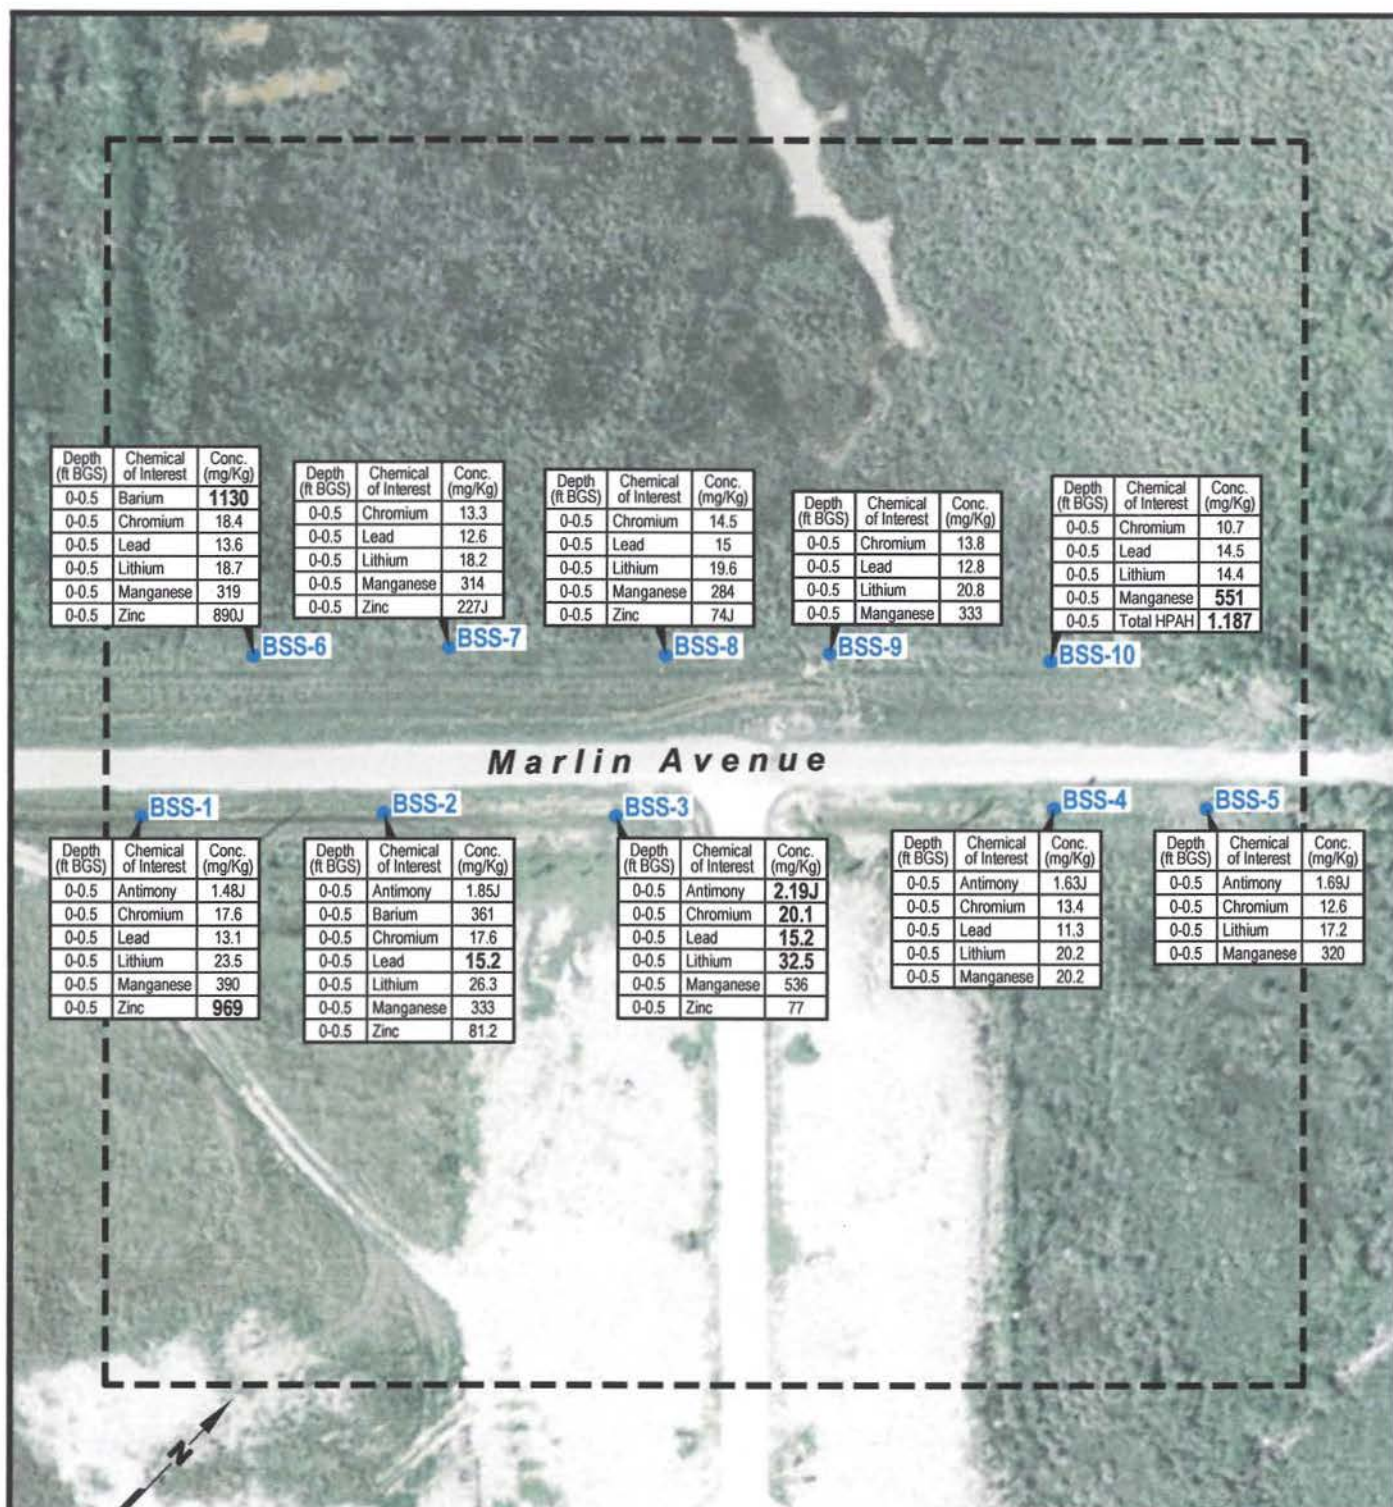 Depth (ft BGS) Chemical of Interest Conc. (mg/Kg)
0-0.5 Barium 1130
0-0.5 Chromium 18.4
0-0.5 Lead 13.6
0-0.5 Lithium 18.7
0-0.5 Manganese 319
0-0.5 Zinc 890J
BSS-6
Depth (ft BGS) Chemical of Interest Conc. (mg/Kg)
0-0.5 Chromium 13.3
0-0.5 Lead 12.6
0-0.5 Lithium 18.2
0-0.5 Manganese 314
0-0.5 Zinc 227J
BSS-7
Depth (ft BGS) Chemical of Interest Conc. (mg/Kg)
0-0.5 Chromium 14.5
0-0.5 Lead 15
0-0.5 Lithium 19.6
0-0.5 Manganese 284
0-0.5 Zinc 74J
BSS-8
Depth (ft BGS) Chemical of Interest Conc. (mg/Kg)
0-0.5 Chromium 13.8
0-0.5 Lead 12.8
0-0.5 Lithium 20.8
0-0.5 Manganese 333
BSS-9
Depth (ft BGS) Chemical of Interest Conc. (mg/Kg)
0-0.5 Chromium 10.7
0-0.5 Lead 14.5
0-0.5 Lithium 14.4
0-0.5 Manganese 551
0-0.5 Total HPAH 1.187
BSS-10
Marlin Avenue
BSS-1
Depth (ft BGS) Chemical of Interest Conc. (mg/Kg)
0-0.5 Antimony 1.48J
0-0.5 Chromium 17.6
0-0.5 Lead 13.1
0-0.5 Lithium 23.5
0-0.5 Manganese 390
0-0.5 Zinc 969
BSS-2
Depth (ft BGS) Chemical of Interest Conc. (mg/Kg)
0-0.5 Antimony 1.85J
0-0.5 Barium 361
0-0.5 Chromium 17.6
0-0.5 Lead 15.2
0-0.5 Lithium 26.3
0-0.5 Manganese 333
0-0.5 Zinc 81.2
BSS-3
Depth (ft BGS) Chemical of Interest Conc. (mg/Kg)
0-0.5 Antimony 2.19J
0-0.5 Chromium 20.1
0-0.5 Lead 15.2
0-0.5 Lithium 32.5
0-0.5 Manganese 536
0-0.5 Zinc 77
BSS-4
Depth (ft BGS) Chemical of Interest Conc. (mg/Kg)
0-0.5 Antimony 1.63J
0-0.5 Chromium 13.4
0-0.5 Lead 11.3
0-0.5 Lithium 20.2
0-0.5 Manganese 20.2
BSS-5
Depth (ft BGS) Chemical of Interest Conc. (mg/Kg)
0-0.5 Antimony 1.69J
0-0.5 Chromium 12.6
0-0.5 Lithium 17.2
0-0.5 Manganese 320
N